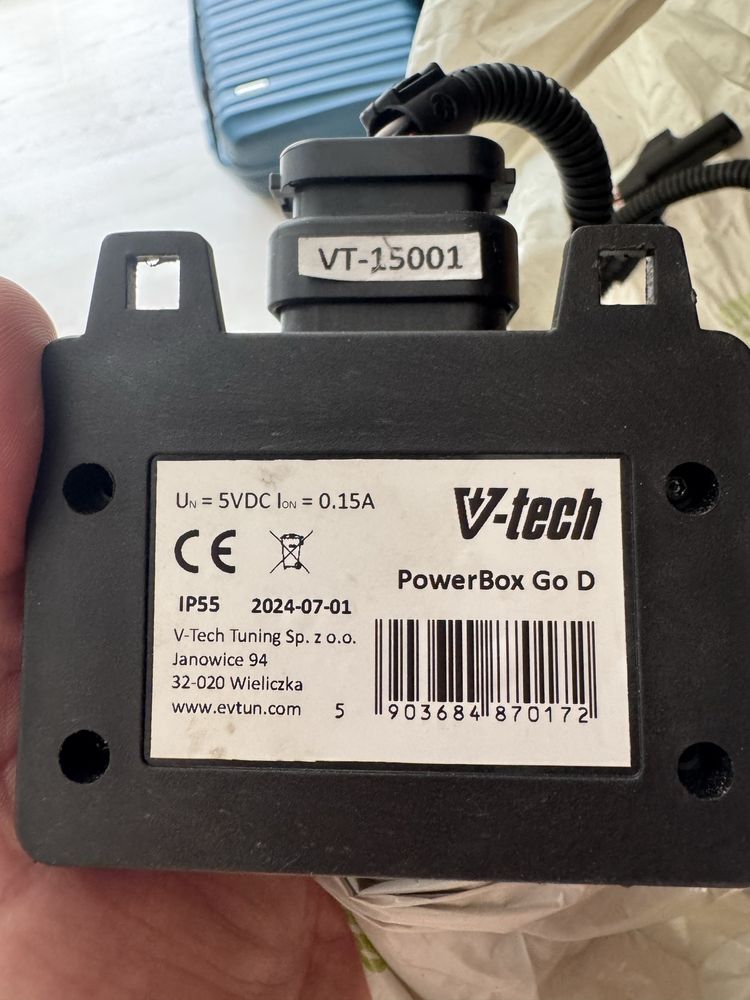 VT-15001
Uₙ = 5VDC Iₒₙ = 0.15A
V-tech
CE
PowerBox Go D
IP55 2024-07-01
V-Tech Tuning Sp. z o.o.
Janowice 94
32-020 Wieliczka
www.evtun.com
5 903684 870172